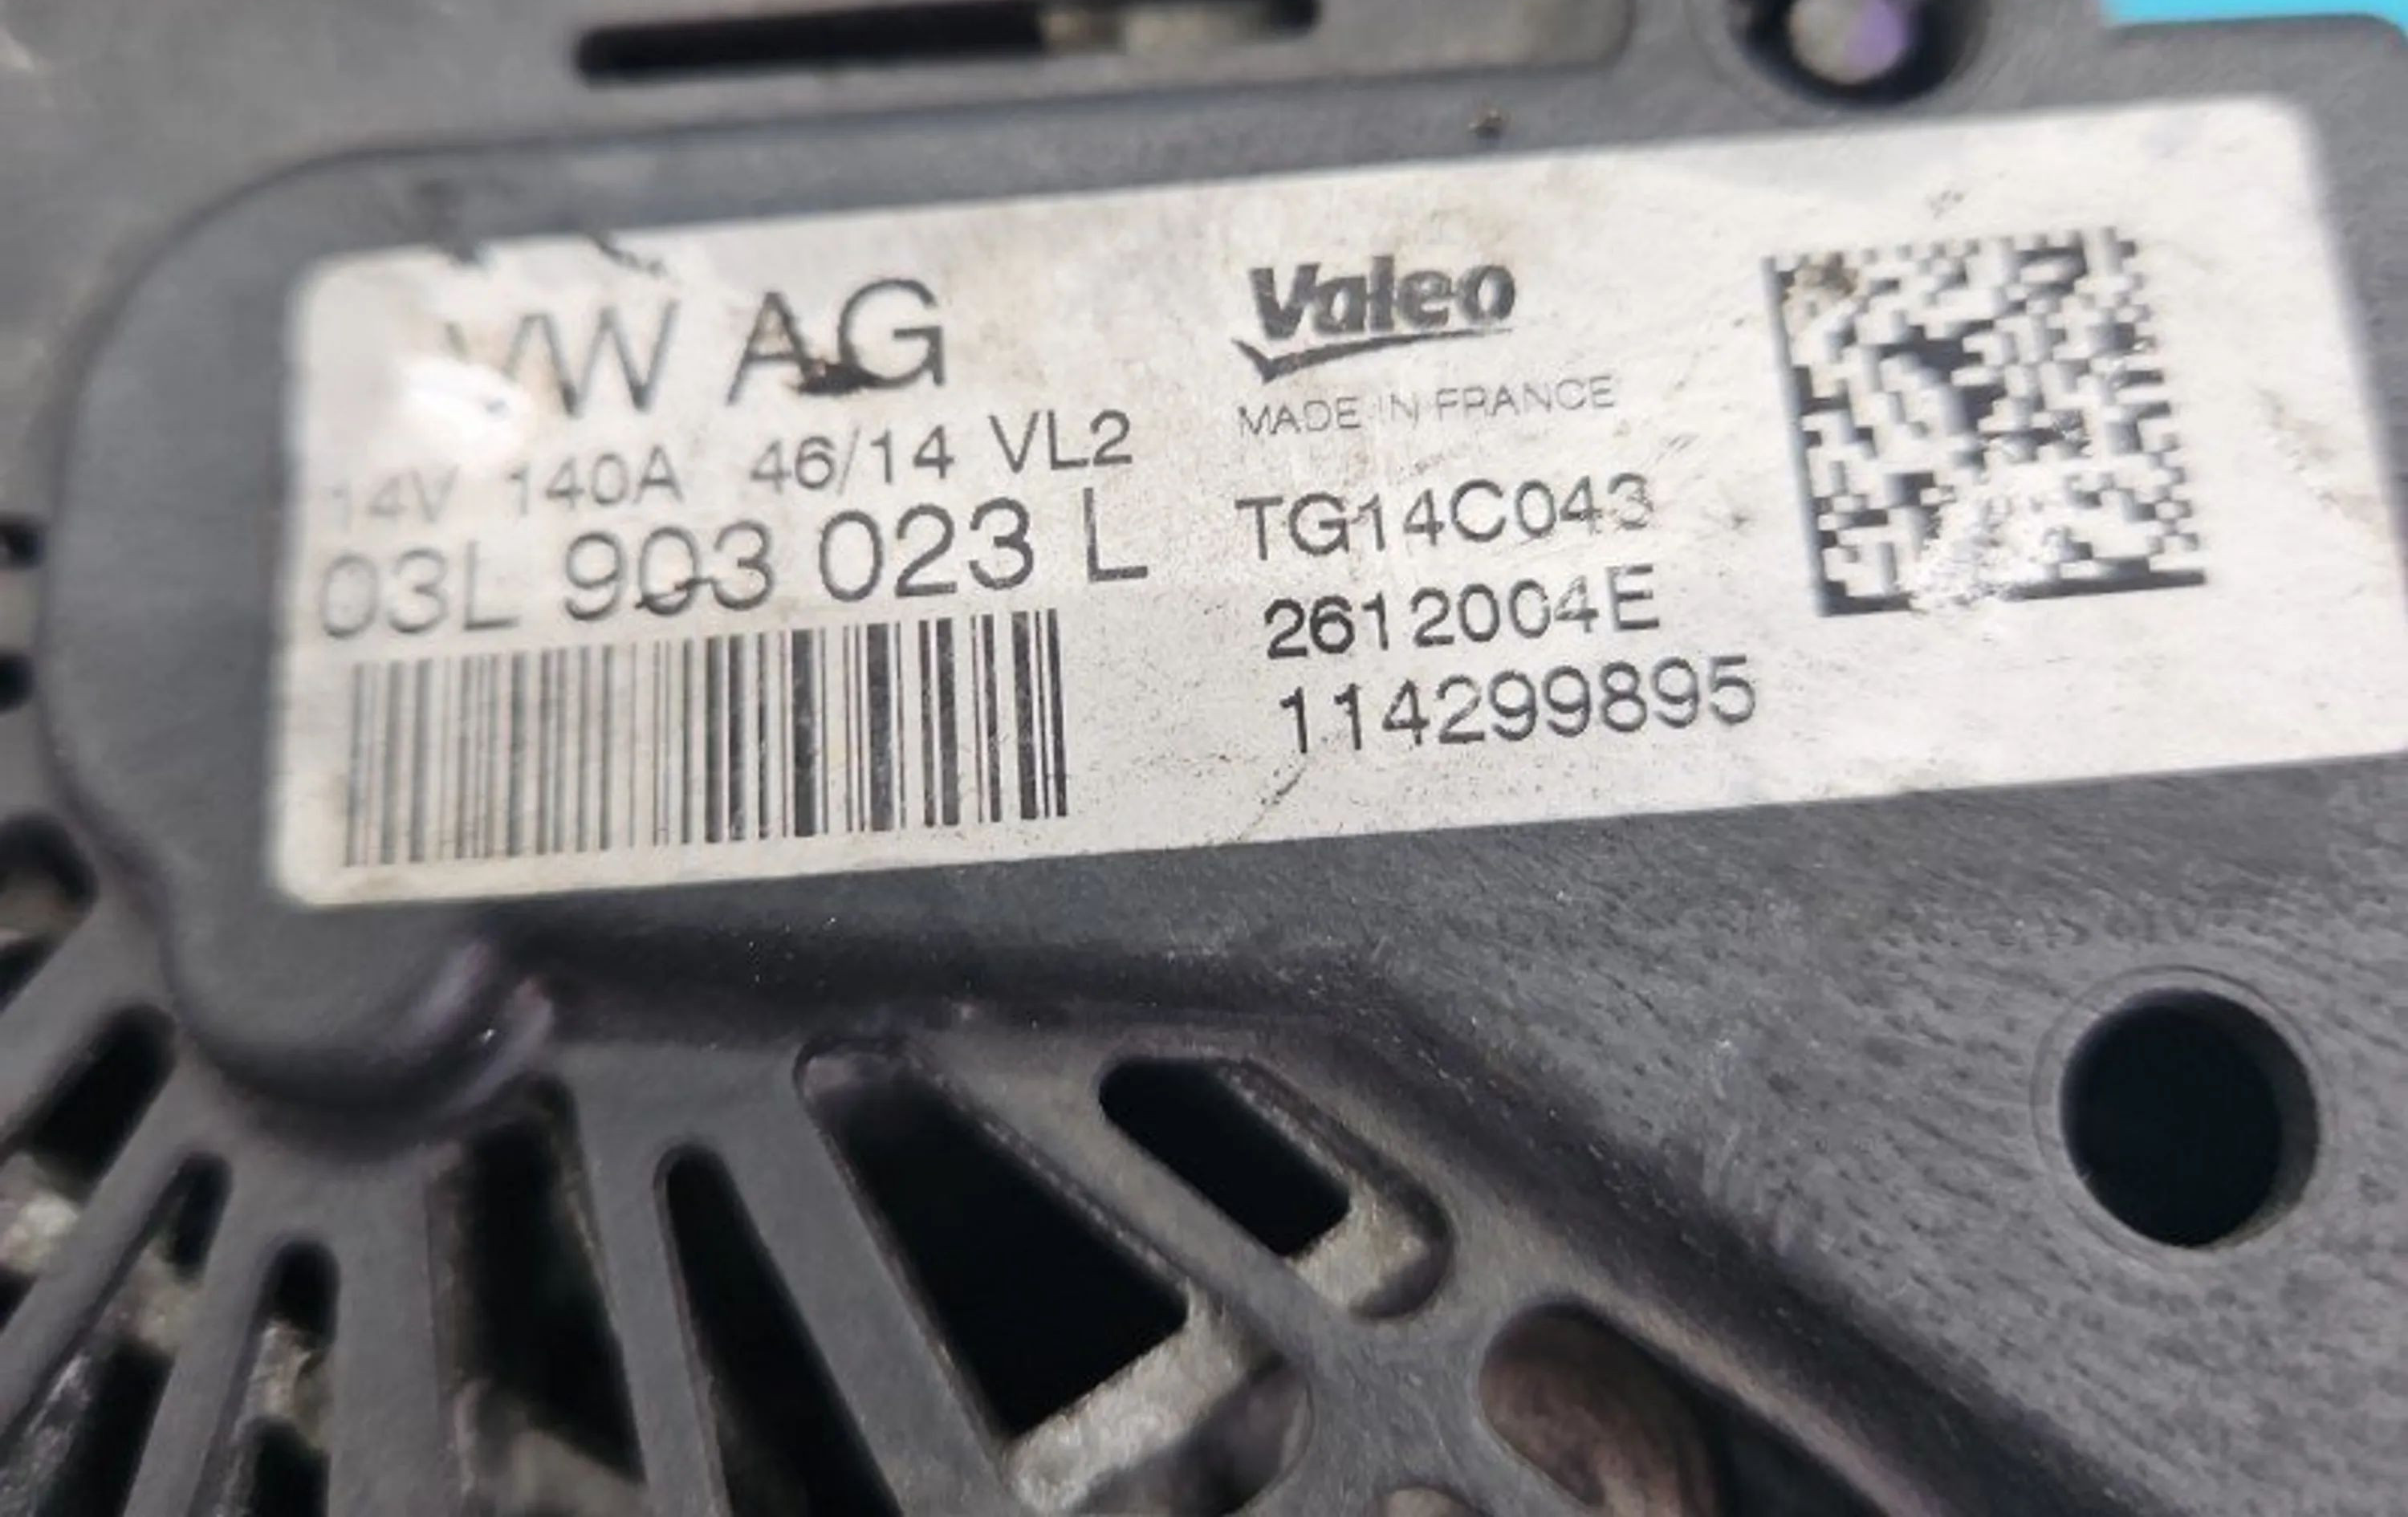 VW AG
14V 140A 46/14 VL2
03L 903 023 L
Valeo
MADE IN FRANCE
TG14C043
2612004E
114299895